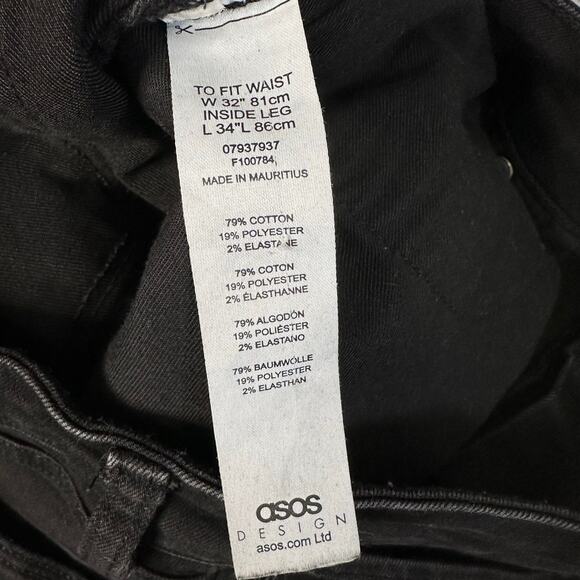 TO FIT WAIST
W 32" 81cm
INSIDE LEG
L 34"L 86cm
07937937
F100784
MADE IN MAURITIUS
79% COTTON
19% POLYESTER
2% ELASTANE
79% COTON
19% POLYESTER
2% ÉLASTHANNE
79% ALGODÓN
19% POLIÉSTER
2% ELASTANO
79% BAUMWOLLE
19% POLYESTER
2% ELASTHAN
asos
DESIGN
asos.com Ltd